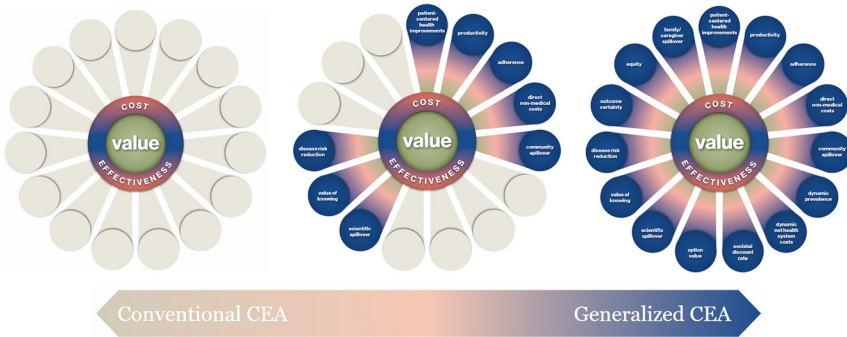 COST
value
EFFECTIVENESS
patient-
centered
health
improvements
productivity
adherence
direct
non-medical
costs
community
spillover
scientific
spillover
value of
knowing
disease risk
reduction
COST
value
EFFECTIVENESS
patient-
centered
health
improvements
productivity
adherence
direct
non-medical
costs
community
spillover
dynamic
prevalence
dynamic
net health
system
costs
societal
discount
rate
option
value
scientific
spillover
value of
knowing
disease risk
reduction
outcome
certainty
equity
family/
caregiver
spillover
COST
value
EFFECTIVENESS
Conventional CEA
Generalized CEA